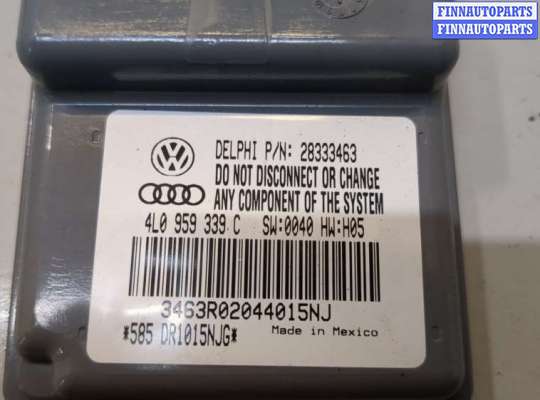 FINNAUTOPARTS
FINNAUTOPARTS
DELPHI P/N: 28333463
DO NOT DISCONNECT OR CHANGE
ANY COMPONENT OF THE SYSTEM
4L0 959 339 C SW:0040 HW:H05
3463R02044015NJ
*585 DR1015NJG*
Made in Mexico